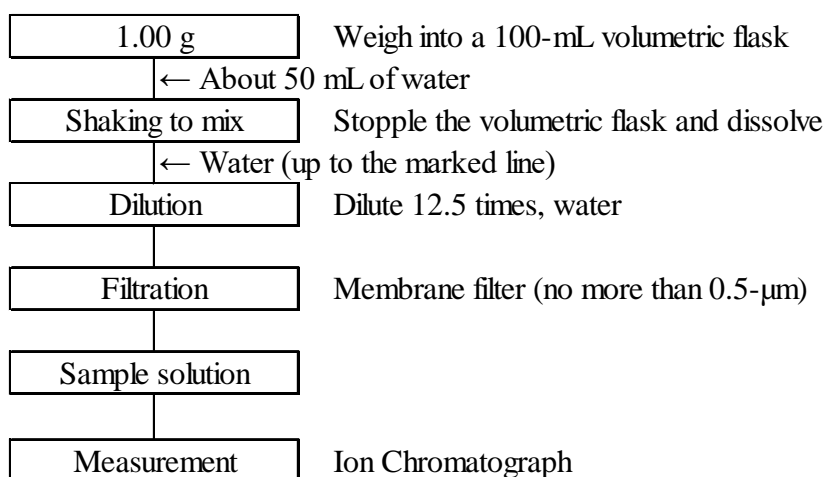 1.00 g Weigh into a 100-mL volumetric flask
← About 50 mL of water
Shaking to mix Stopple the volumetric flask and dissolve
← Water (up to the marked line)
Dilution Dilute 12.5 times, water
Filtration Membrane filter (no more than 0.5-μm)
Sample solution
Measurement Ion Chromatograph